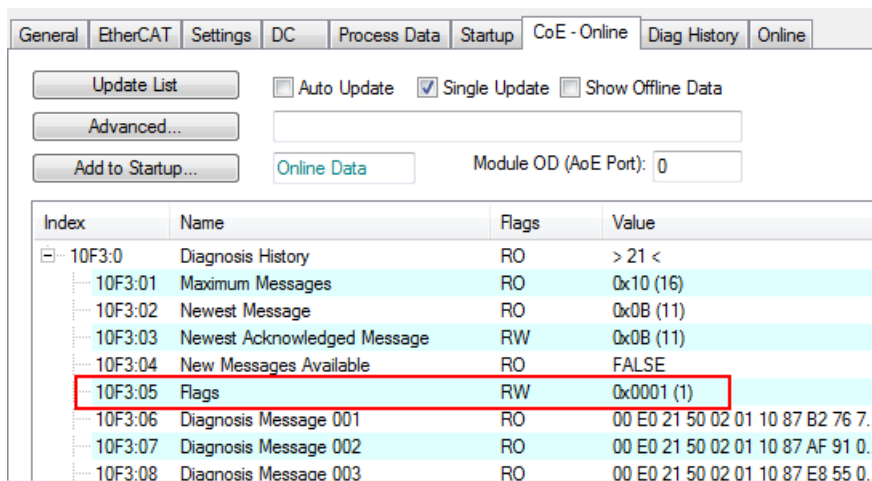 General EtherCAT Settings DC Process Data Startup CoE - Online Diag History Online
Update List Auto Update Single Update Show Offline Data
Advanced...
Add to Startup... Online Data Module OD (AoE Port): 0
Index Name Flags Value
10F3:0 Diagnosis History RO > 21 <
10F3:01 Maximum Messages RO 0x10 (16)
10F3:02 Newest Message RO 0x0B (11)
10F3:03 Newest Acknowledged Message RW 0x0B (11)
10F3:04 New Messages Available RO FALSE
10F3:05 Flags RW 0x0001 (1)
10F3:06 Diagnosis Message 001 RO 00 E0 21 50 02 01 10 87 B2 76 7...
10F3:07 Diagnosis Message 002 RO 00 E0 21 50 02 01 10 87 AF 91 0...
10F3:08 Diagnosis Message 003 RO 00 E0 21 50 02 01 10 87 E8 55 0...